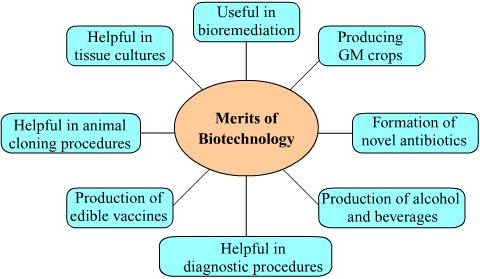 Useful in
bioremediation
Helpful in
tissue cultures
Producing
GM crops
Helpful in animal
cloning procedures
Merits of
Biotechnology
Formation of
novel antibiotics
Production of
edible vaccines
Production of alcohol
and beverages
Helpful in
diagnostic procedures